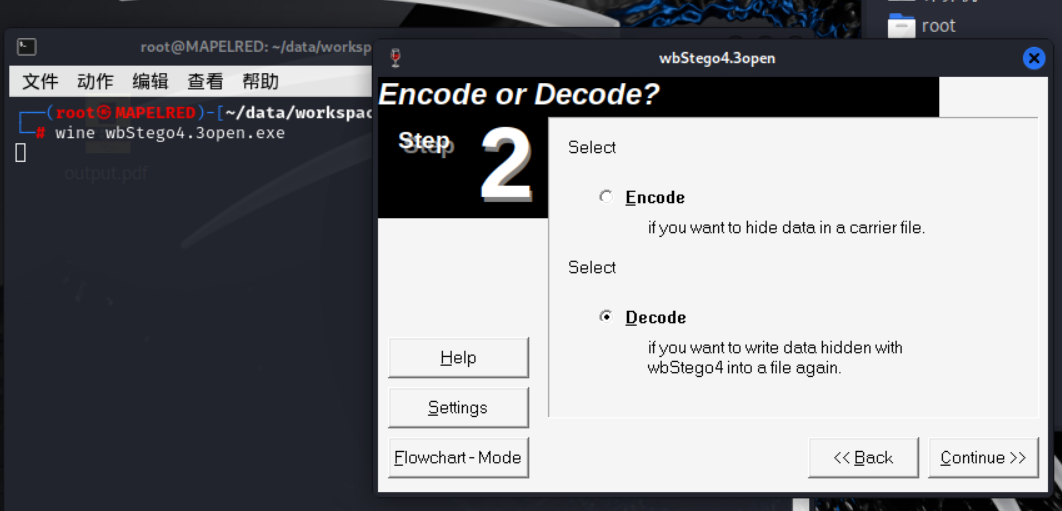 root
root@MAPELRED: ~/data/worksp
文件 动作 编辑 查看 帮助
(root㉿MAPELRED)-[~/data/workspac
# wine wbStego4.3open.exe
output.pdf
wbStego4.3open
Encode or Decode?
Step 2
Select
Encode
if you want to hide data in a carrier file.
Select
Decode
if you want to write data hidden with
wbStego4 into a file again.
Help
Settings
Flowchart-Mode
<< Back
Continue >>